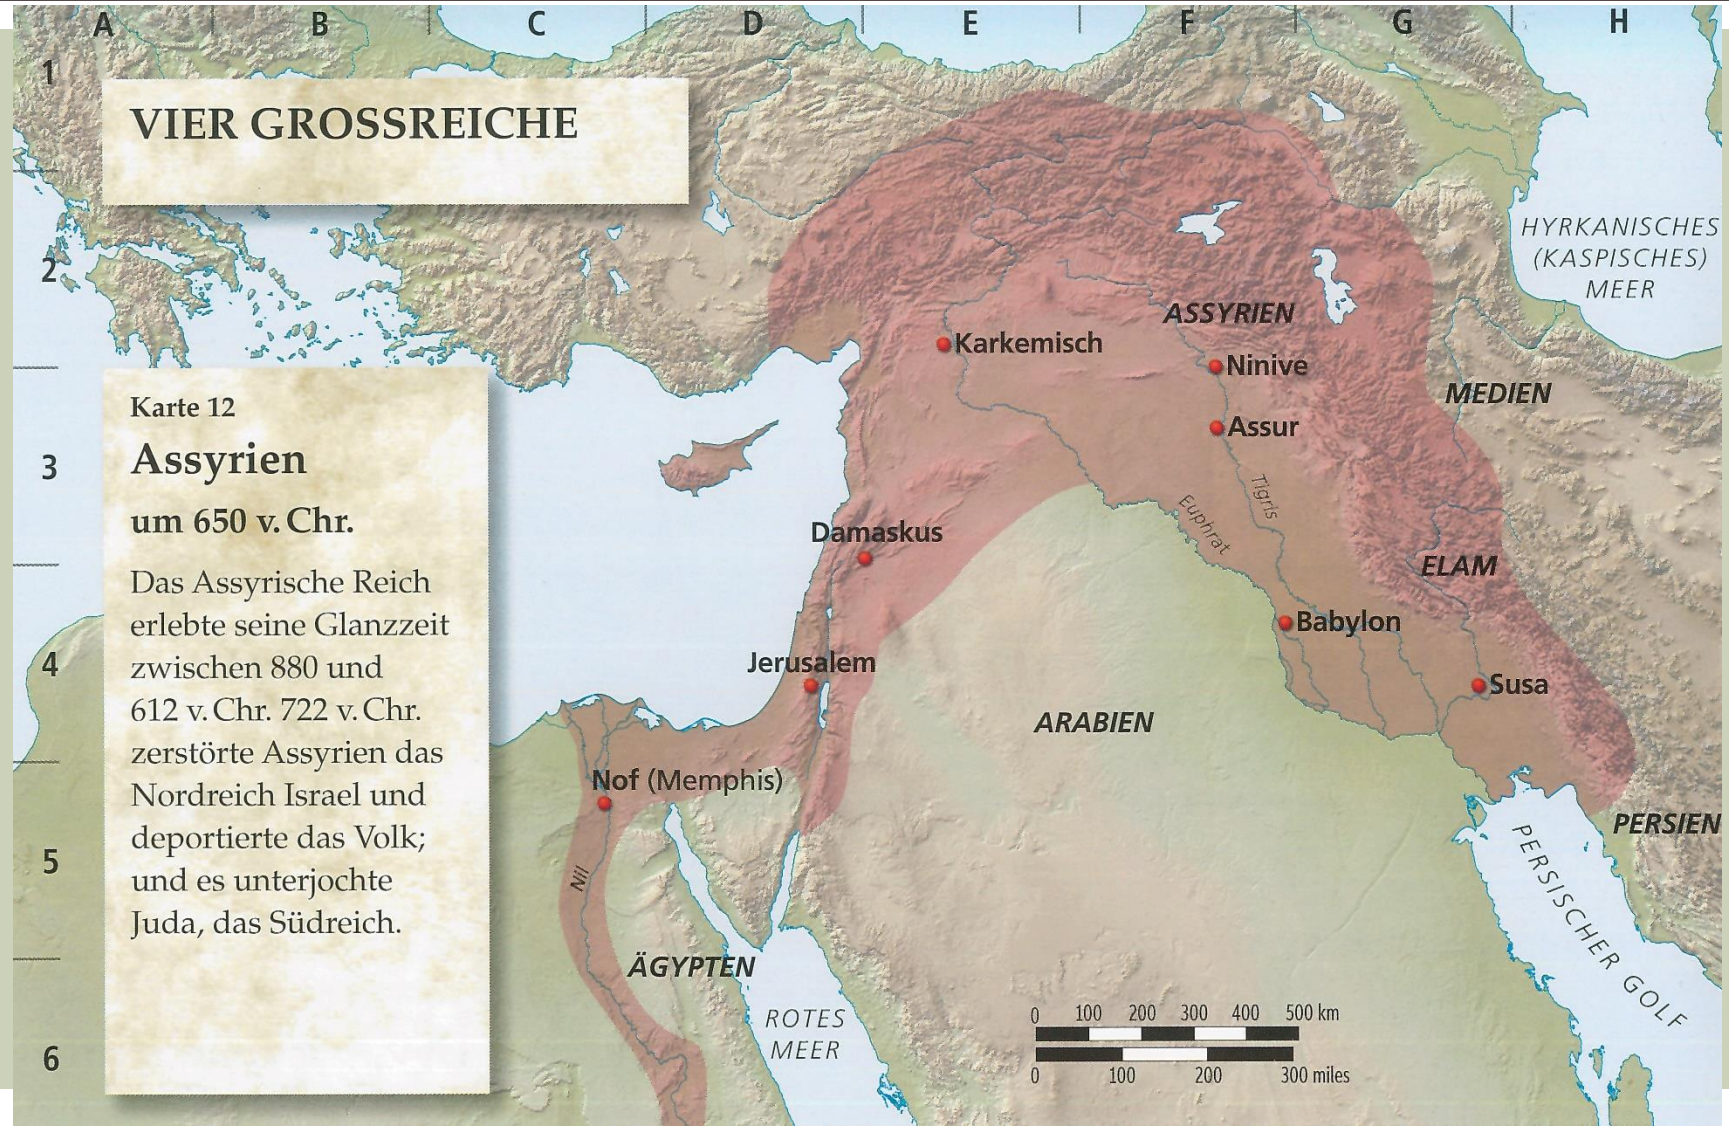 A B C D E F G H
1
2
3
4
5
6
VIER GROSSREICHE
Karte 12
Assyrien
um 650 v. Chr.
Das Assyrische Reich
erlebte seine Glanzzeit
zwischen 880 und
612 v. Chr. 722 v. Chr.
zerstörte Assyrien das
Nordreich Israel und
deportierte das Volk;
und es unterjochte
Juda, das Südreich.
HYRKANISCHES
(KASPISCHES)
MEER
ASSYRIEN
Karkemisch
Ninive
MEDIEN
Assur
Tigris
Euphrat
Damaskus
ELAM
Babylon
Jerusalem
Susa
ARABIEN
Nof (Memphis)
PERSIEN
Nil
PERSISCHER GOLF
ÄGYPTEN
ROTES
MEER
0 100 200 300 400 500 km
0 100 200 300 miles